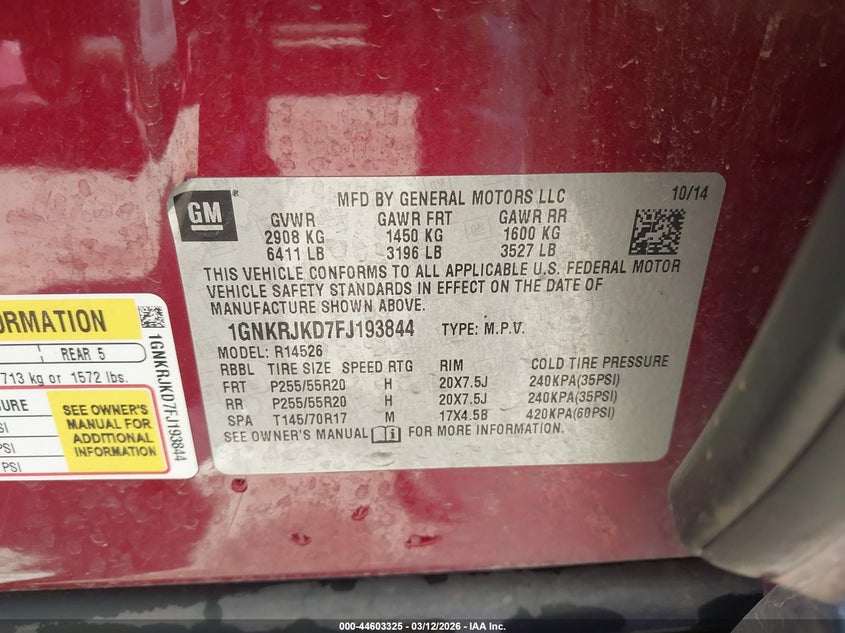 GM
MFD BY GENERAL MOTORS LLC 10/14
GVWR GAWR FRT GAWR RR
2908 KG 1450 KG 1600 KG
6411 LB 3196 LB 3527 LB
THIS VEHICLE CONFORMS TO ALL APPLICABLE U.S. FEDERAL MOTOR
VEHICLE SAFETY STANDARDS IN EFFECT ON THE DATE OF
MANUFACTURE SHOWN ABOVE.
1GNKRJKD7FJ193844 TYPE: M.P.V.
MODEL: R14526
RBBL TIRE SIZE SPEED RTG RIM COLD TIRE PRESSURE
FRT P255/55R20 H 20X7.5J 240KPA(35PSI)
RR P255/55R20 H 20X7.5J 240KPA(35PSI)
SPA T145/70R17 M 17X4.5B 420KPA(60PSI)
SEE OWNER'S MANUAL FOR MORE INFORMATION.
ORMATION
REAR 5
713 kg or 1572 lbs.
SURE
SI
PSI
PSI
SEE OWNER'S
MANUAL FOR
ADDITIONAL
INFORMATION
1GNKRJKD7FJ193844
000-44603325 - 03/12/2026 - IAA Inc.